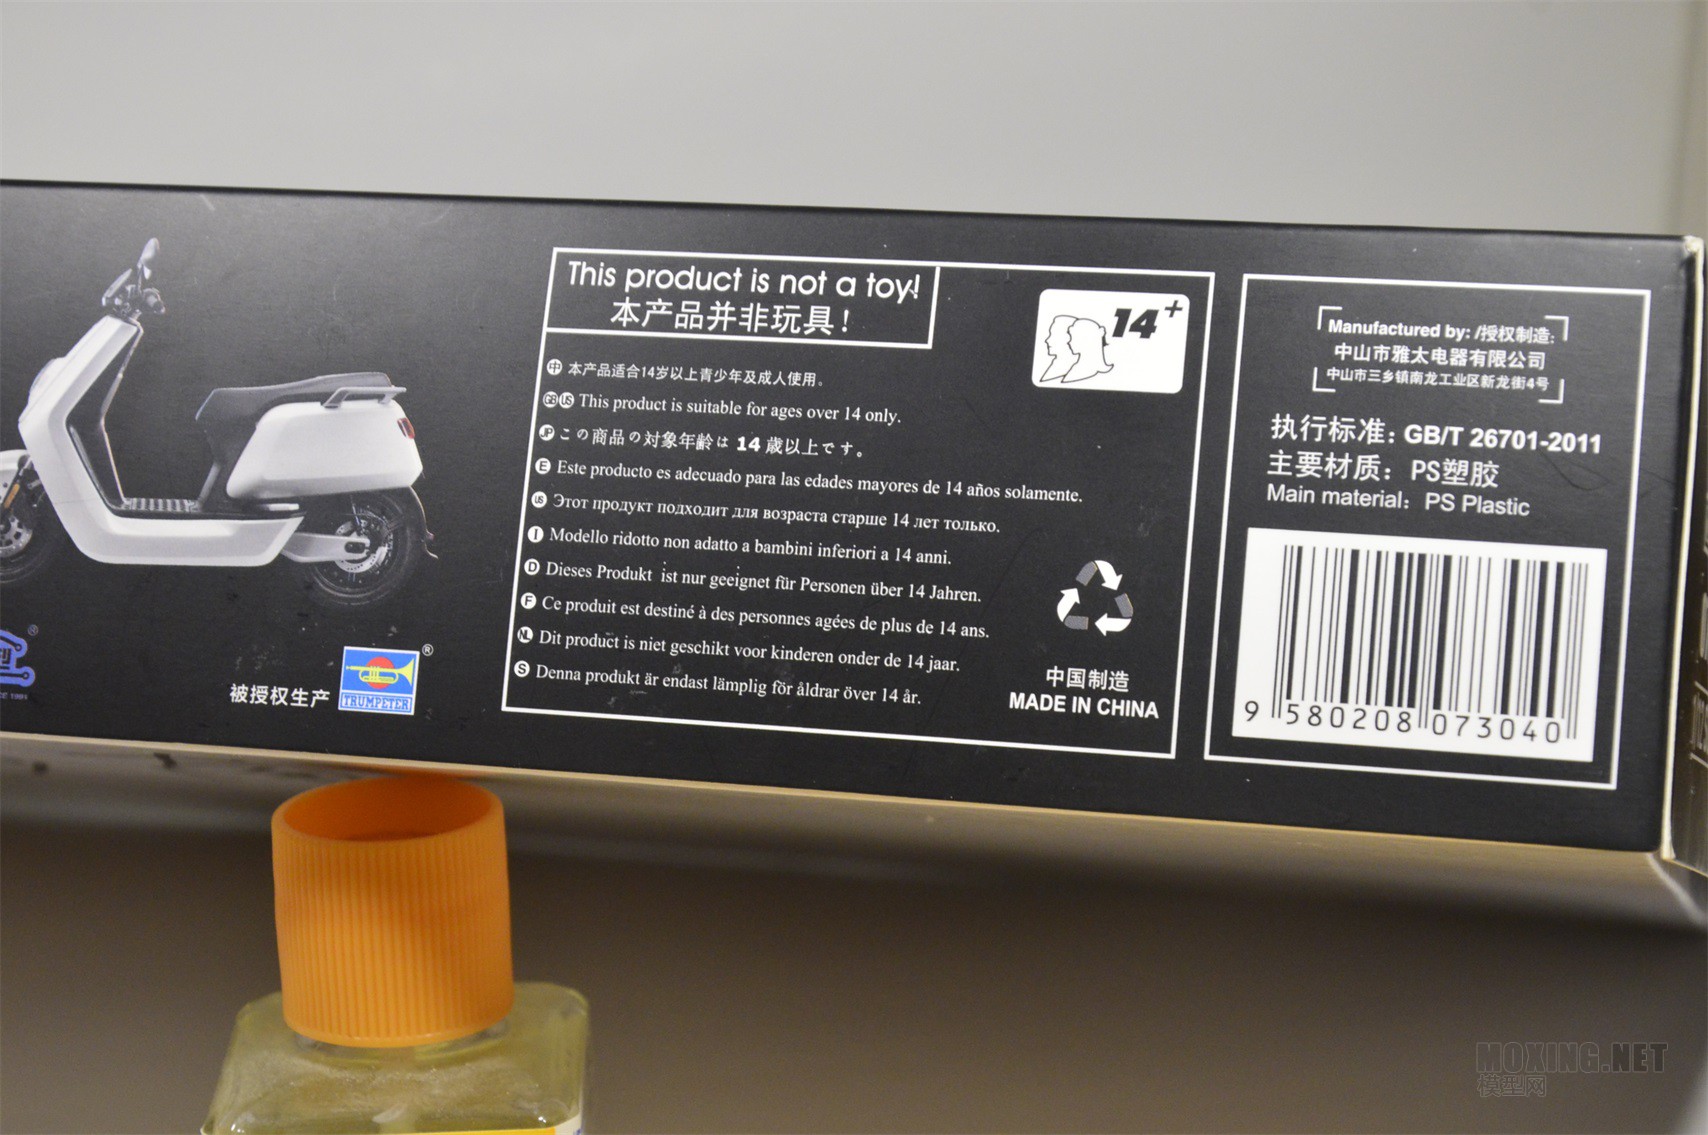 This product is not a toy!
本产品并非玩具!
14+
中 本产品适合14岁以上青少年及成人使用。
GB US This product is suitable for ages over 14 only.
JP この商品の対象年齢は 14 歳以上です。
E Este producto es adecuado para las edades mayores de 14 años solamente.
US Этот продукт подходит для возраста старше 14 лет только.
I Modello ridotto non adatto a bambini inferiori a 14 anni.
D Dieses Produkt ist nur geeignet für Personen über 14 Jahren.
F Ce produit est destiné à des personnes agées de plus de 14 ans.
NL Dit product is niet geschikt voor kinderen onder de 14 jaar.
S Denna produkt är endast lämplig för åldrar över 14 år.
中国制造
MADE IN CHINA
Manufactured by: /授权制造:
中山市雅太电器有限公司
中山市三乡镇南龙工业区新龙街4号
执行标准: GB/T 26701-2011
主要材质: PS塑胶
Main material: PS Plastic
9 580208 073040
®
被授权生产
TRUMPETER ®
MOXING.NET
模型网